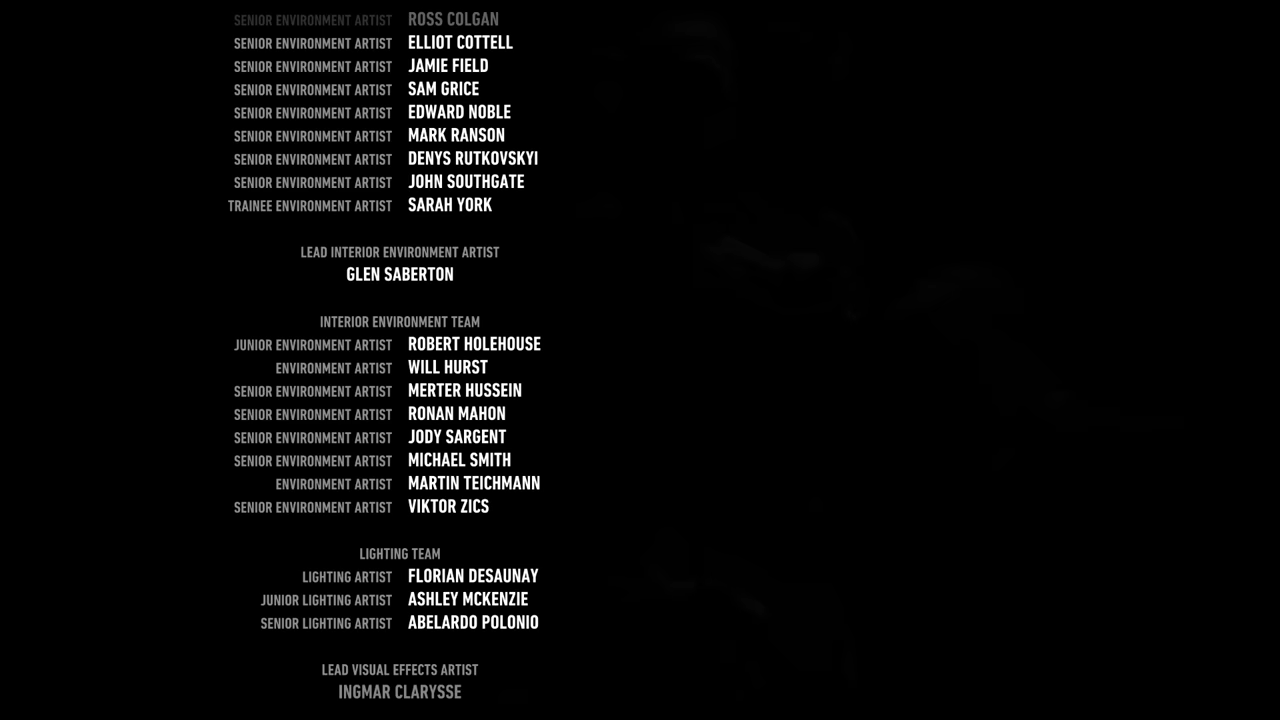 SENIOR ENVIRONMENT ARTIST ROSS COLGAN
SENIOR ENVIRONMENT ARTIST ELLIOT COTTELL
SENIOR ENVIRONMENT ARTIST JAMIE FIELD
SENIOR ENVIRONMENT ARTIST SAM GRICE
SENIOR ENVIRONMENT ARTIST EDWARD NOBLE
SENIOR ENVIRONMENT ARTIST MARK RANSON
SENIOR ENVIRONMENT ARTIST DENYS RUTKOVSKYI
SENIOR ENVIRONMENT ARTIST JOHN SOUTHGATE
TRAINEE ENVIRONMENT ARTIST SARAH YORK
LEAD INTERIOR ENVIRONMENT ARTIST
GLEN SABERTON
INTERIOR ENVIRONMENT TEAM
JUNIOR ENVIRONMENT ARTIST ROBERT HOLEHOUSE
ENVIRONMENT ARTIST WILL HURST
SENIOR ENVIRONMENT ARTIST MERTER HUSSEIN
SENIOR ENVIRONMENT ARTIST RONAN MAHON
SENIOR ENVIRONMENT ARTIST JODY SARGENT
SENIOR ENVIRONMENT ARTIST MICHAEL SMITH
ENVIRONMENT ARTIST MARTIN TEICHMANN
SENIOR ENVIRONMENT ARTIST VIKTOR ZICS
LIGHTING TEAM
LIGHTING ARTIST FLORIAN DESAUNAY
JUNIOR LIGHTING ARTIST ASHLEY MCKENZIE
SENIOR LIGHTING ARTIST ABELARDO POLONIO
LEAD VISUAL EFFECTS ARTIST
INGMAR CLARYSSE